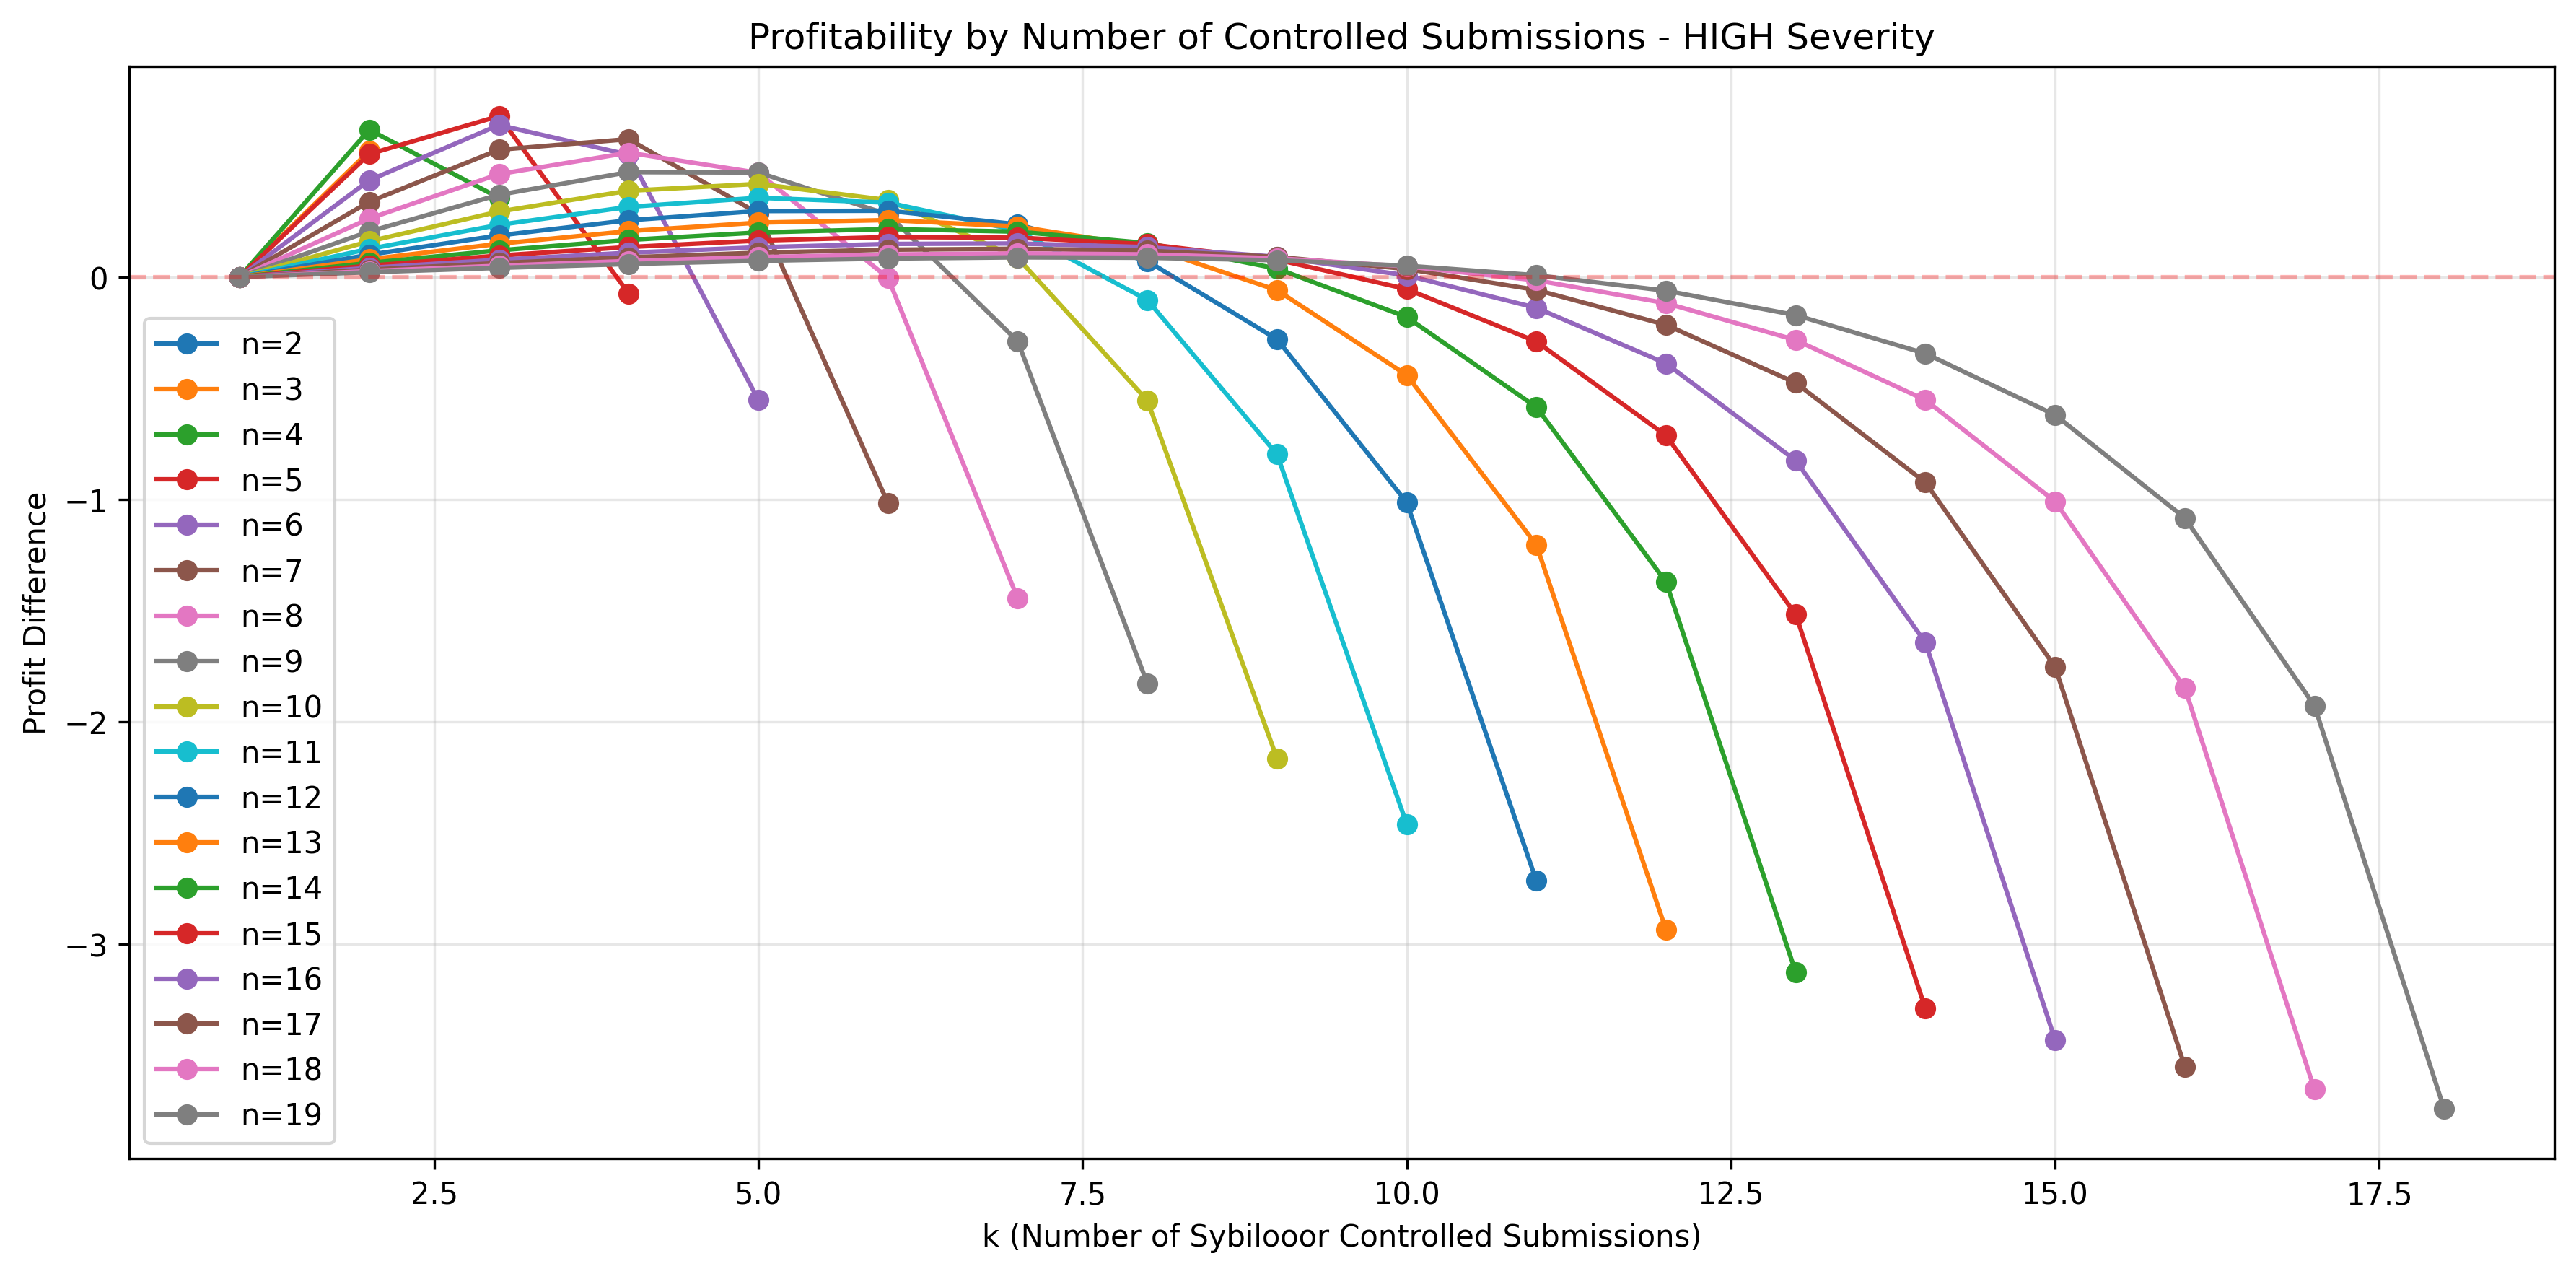 Profitability by Number of Controlled Submissions - HIGH Severity
Profit Difference
0
−1
−2
−3
n=2
n=3
n=4
n=5
n=6
n=7
n=8
n=9
n=10
n=11
n=12
n=13
n=14
n=15
n=16
n=17
n=18
n=19
2.5 5.0 7.5 10.0 12.5 15.0 17.5
k (Number of Sybilooor Controlled Submissions)